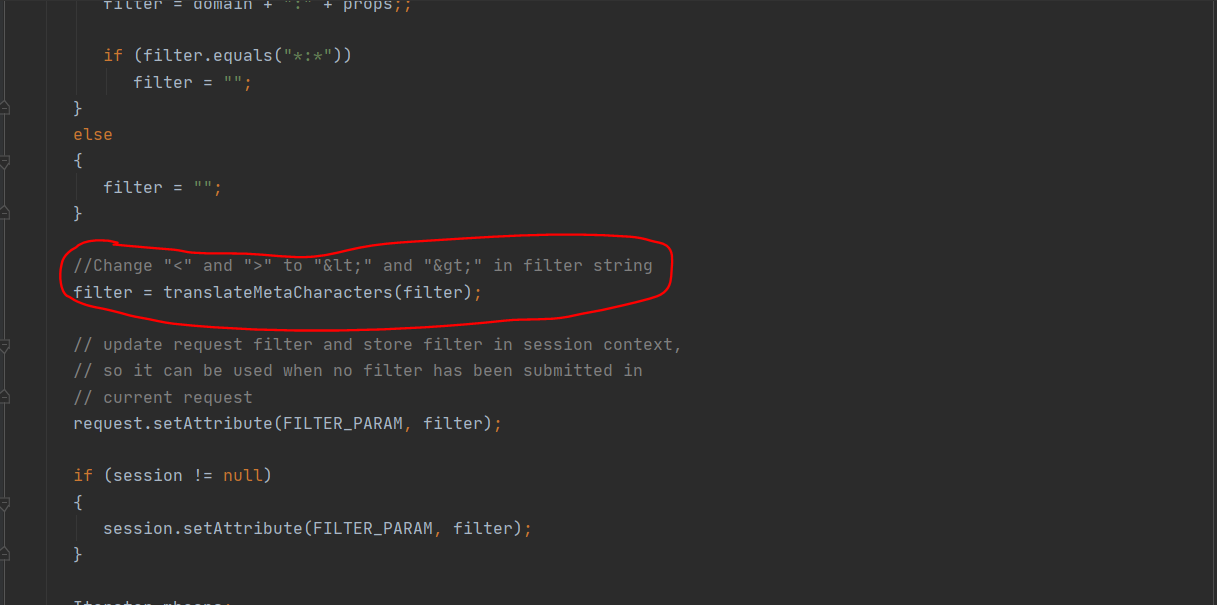 filter = domain + ":" + props;;
if (filter.equals("*:*"))
filter = "";
}
else
{
filter = "";
}
//Change "<" and ">" to "&lt;" and "&gt;" in filter string
filter = translateMetaCharacters(filter);
// update request filter and store filter in session context,
// so it can be used when no filter has been submitted in
// current request
request.setAttribute(FILTER_PARAM, filter);
if (session != null)
{
session.setAttribute(FILTER_PARAM, filter);
}
Iterator mbeans;